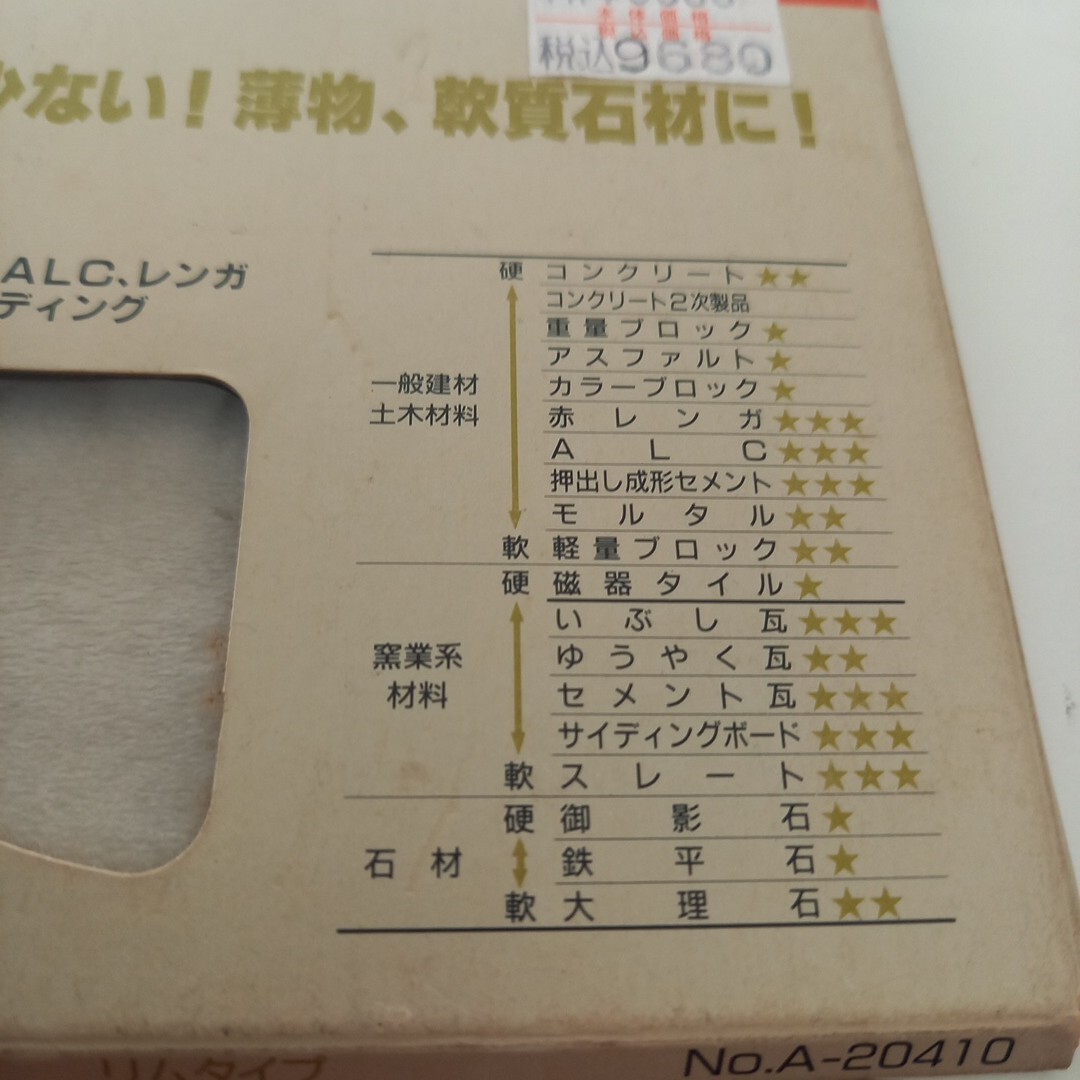 税込9680
ない！薄物、軟質石材に！
ALC、レンガ
ディング
硬 コンクリート ★★
コンクリート2次製品
重量ブロック ★
アスファルト ★
カラーブロック ★
一般建材
土木材料
赤レンガ ★★★
ALC ★★★
押出し成形セメント ★★★
モルタル ★★
軟 軽量ブロック ★★
硬 磁器タイル ★
いぶし瓦 ★★★
窯業系
材料
ゆうやく瓦 ★★
セメント瓦 ★★★
サイディングボード ★★★
軟 スレート ★★★
硬 御影石 ★
石材
鉄平石 ★
軟 大理石 ★★
リムタイプ
No.A-20410